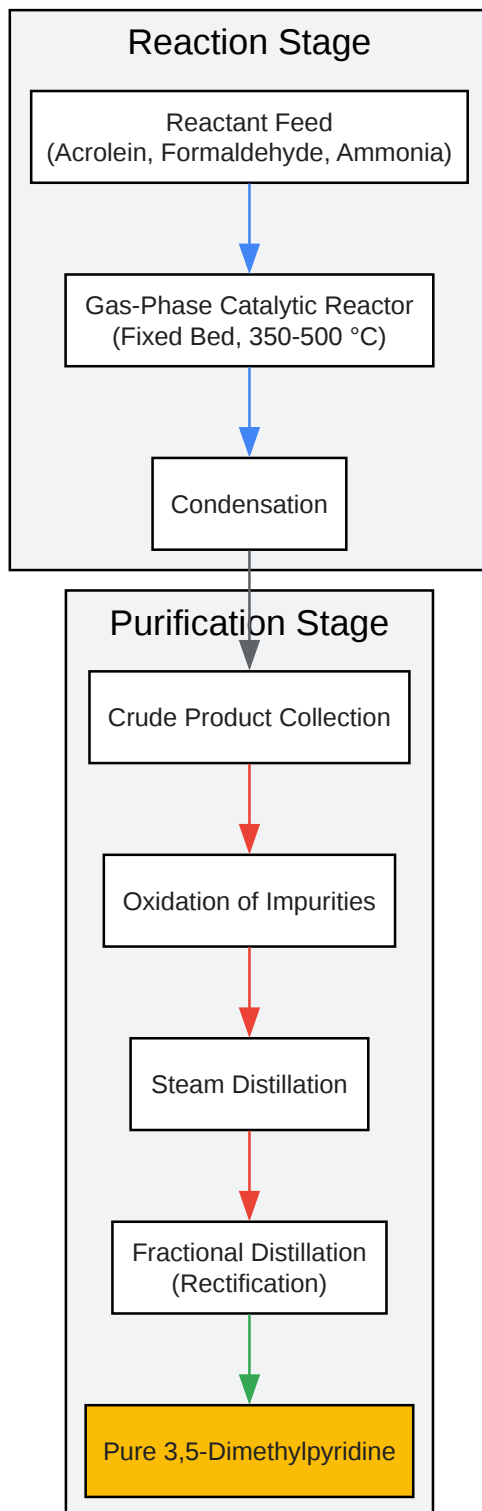 Reaction Stage
Reactant Feed
(Acrolein, Formaldehyde, Ammonia)
Gas-Phase Catalytic Reactor
(Fixed Bed, 350-500 °C)
Condensation
Purification Stage
Crude Product Collection
Oxidation of Impurities
Steam Distillation
Fractional Distillation
(Rectification)
Pure 3,5-Dimethylpyridine